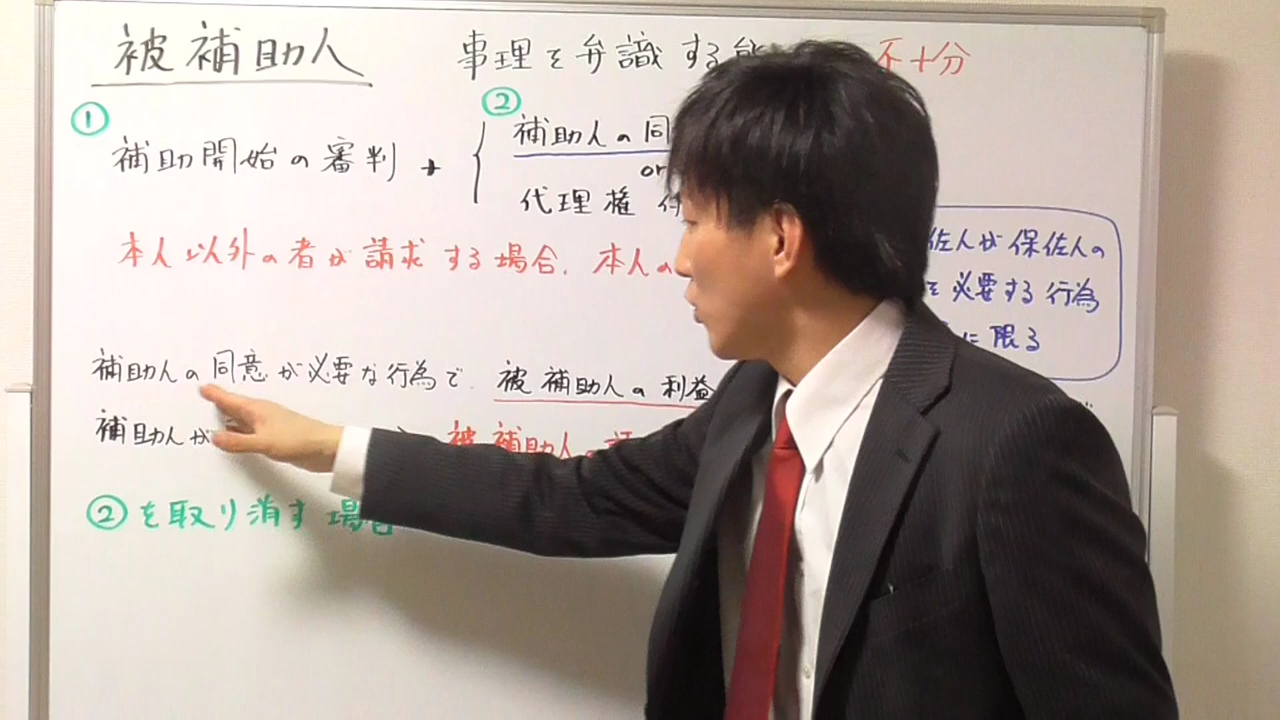 被補助人 事理を弁識する能 不十分
① ②
補助開始の審判 + 補助人の同
or
代理権 付
本人以外の者が請求する場合、本人の
佐人が保佐人の
を必要する行為
に限る
補助人の同意が必要な行為で、被補助人の利益
補助人が 被補助人の
②を取り消す場合